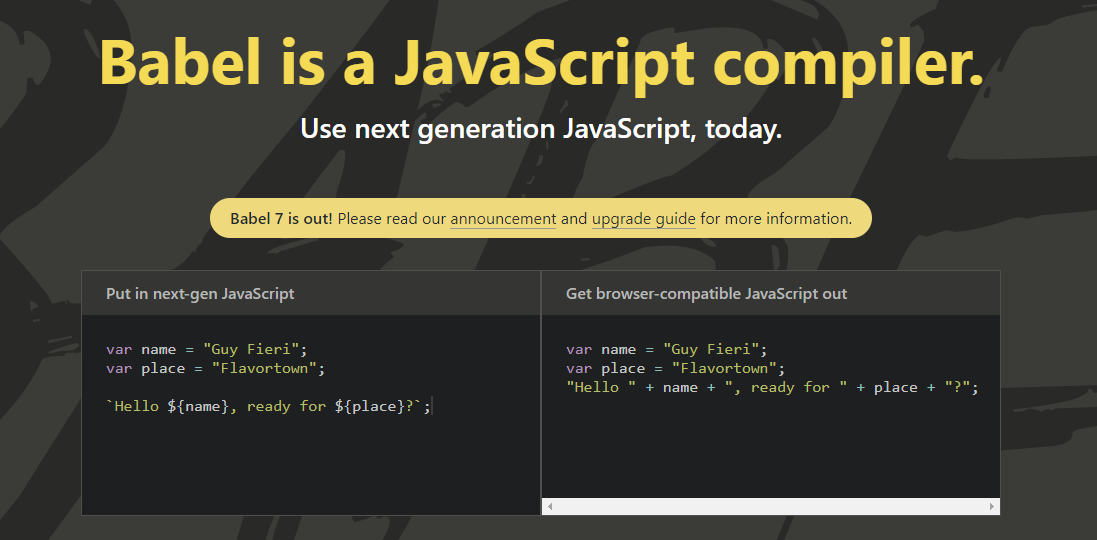 Babel is a JavaScript compiler.
Use next generation JavaScript, today.
Babel 7 is out! Please read our announcement and upgrade guide for more information.
Put in next-gen JavaScript
var name = "Guy Fieri";
var place = "Flavortown";
`Hello ${name}, ready for ${place}?`;
Get browser-compatible JavaScript out
var name = "Guy Fieri";
var place = "Flavortown";
"Hello " + name + ", ready for " + place + "?";